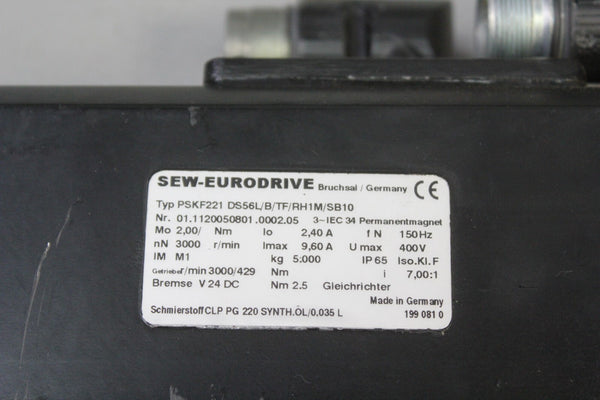 SEW-EURODRIVE Bruchsal / Germany CE
Typ PSKF221 DS56L/B/TF/RH1M/SB10
Nr. 01.1120050801.0002.05 3~IEC 34 Permanentmagnet
Mo 2,00/ Nm Io 2,40 A f N 150Hz
nN 3000 r/min Imax 9,60 A U max 400V
IM M1 kg 5.000 IP 65 Iso.Kl. F
Getriebe r/min 3000/429 Nm i 7,00:1
Bremse V 24 DC Nm 2.5 Gleichrichter
Made in Germany
Schmierstoff CLP PG 220 SYNTH.ÖL/0,035 L 199 081 0